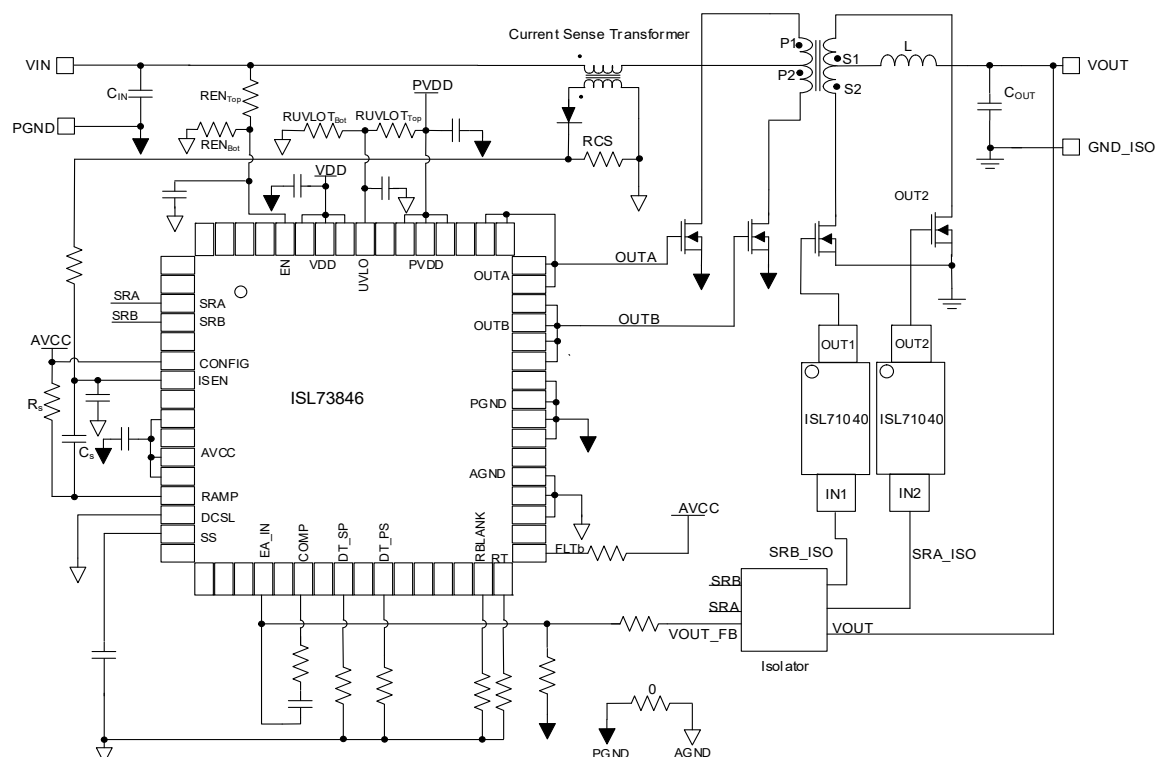 Current Sense Transformer
P1
P2
S1
S2
L
VIN
VOUT
CIN
RENTop
PVDD
COUT
PGND
RENBot
RUVLOTBot
RUVLOTTop
RCS
GND_ISO
VDD
OUT2
EN
VDD
UVLO
PVDD
OUTA
OUTA
SRA
SRA
SRB
SRB
OUTB
OUTB
AVCC
CONFIG
ISEN
OUT1
OUT2
ISL73846
Rs
PGND
ISL71040
ISL71040
Cs
AVCC
AGND
RAMP
IN1
IN2
DCSL
AVCC
SS
EA_IN
COMP
DT_SP
DT_PS
RBLANK
RT
FLTb
SRB_ISO
SRA_ISO
SRB
SRA
VOUT_FB
VOUT
Isolator
0
PGND
AGND